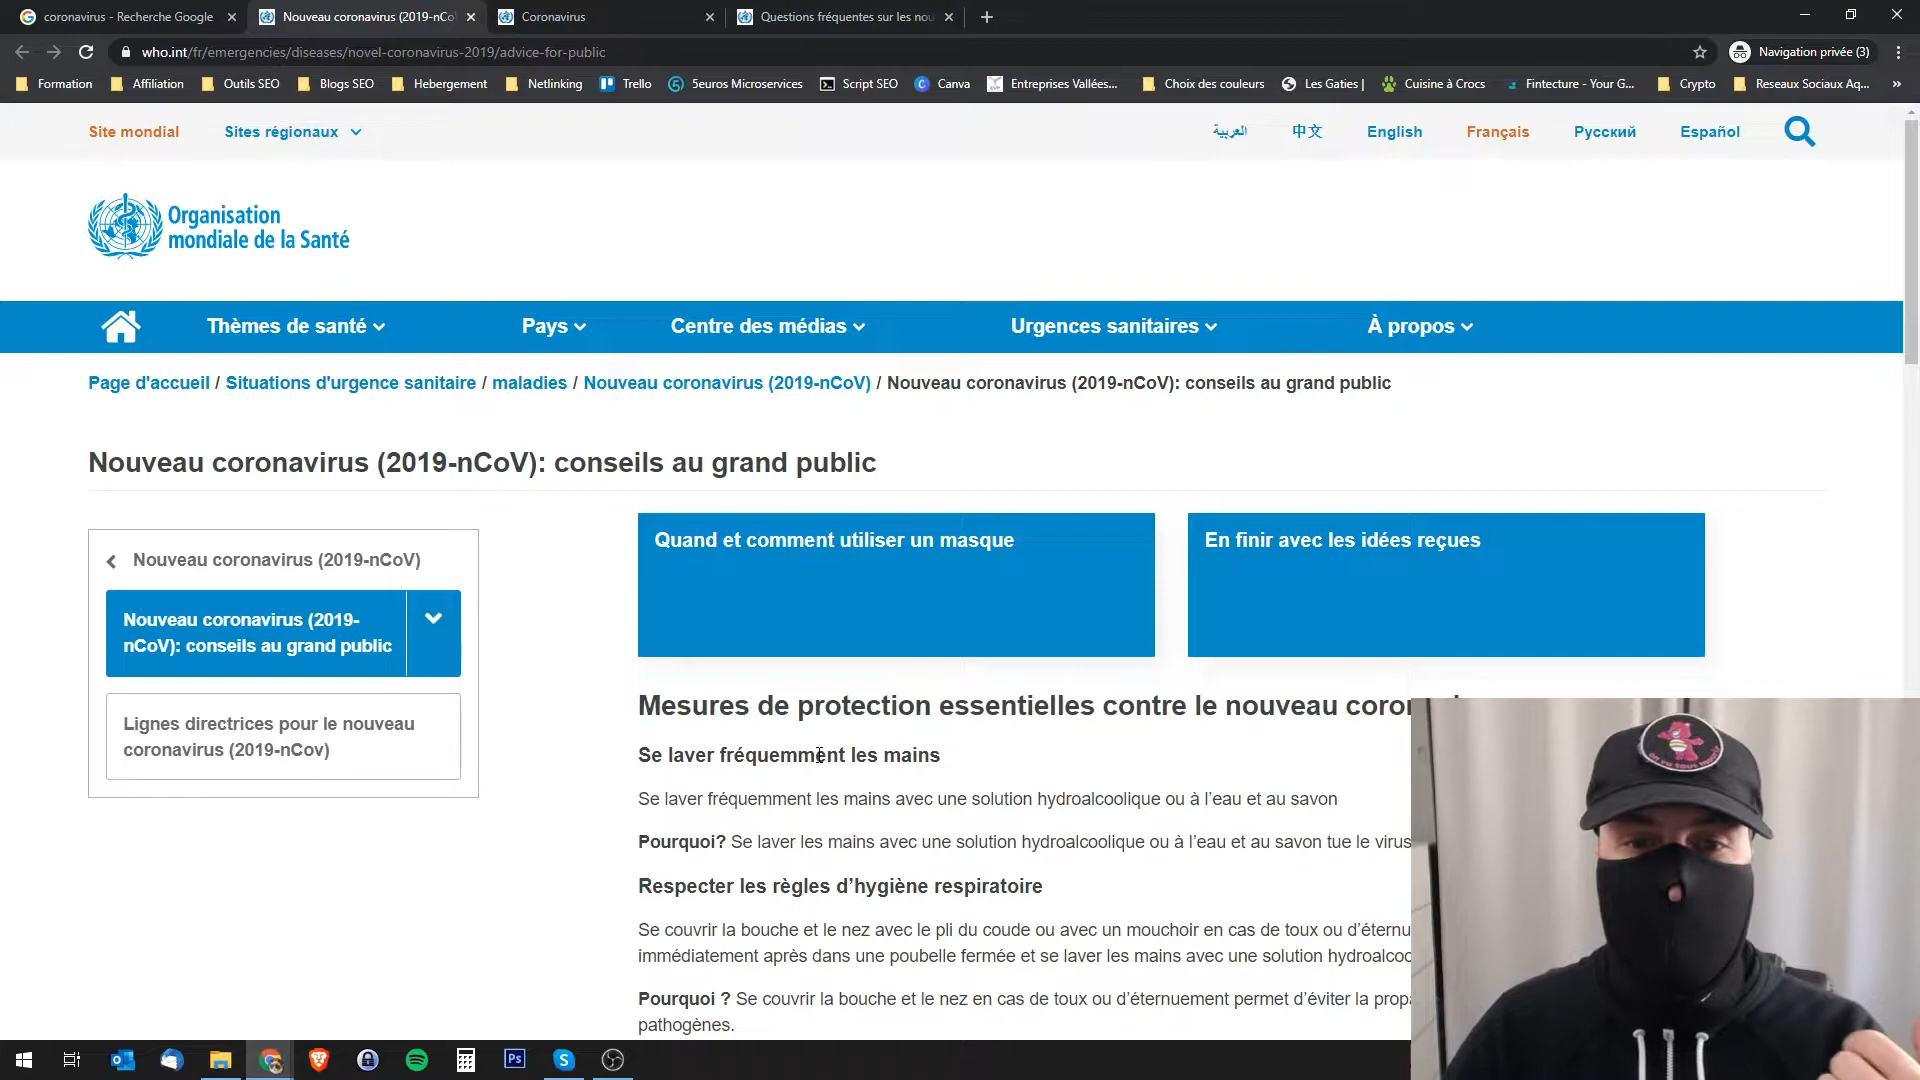 coronavirus - Recherche Google
Nouveau coronavirus (2019-nCo
Coronavirus
Questions fréquentes sur les nou
who.int/fr/emergencies/diseases/novel-coronavirus-2019/advice-for-public
Navigation privée (3)
Formation
Affiliation
Outils SEO
Blogs SEO
Hebergement
Netlinking
Trello
5euros Microservices
Script SEO
Canva
Entreprises Vallées...
Choix des couleurs
Les Gaties |
Cuisine à Crocs
Fintecture - Your G...
Crypto
Reseaux Sociaux Aq...
Site mondial
Sites régionaux
العربية
中文
English
Français
Русский
Español
Organisation
mondiale de la Santé
Thèmes de santé
Pays
Centre des médias
Urgences sanitaires
À propos
Page d'accueil / Situations d'urgence sanitaire / maladies / Nouveau coronavirus (2019-nCoV) / Nouveau coronavirus (2019-nCoV): conseils au grand public
Nouveau coronavirus (2019-nCoV): conseils au grand public
Nouveau coronavirus (2019-nCoV)
Nouveau coronavirus (2019-
nCoV): conseils au grand public
Lignes directrices pour le nouveau
coronavirus (2019-nCov)
Quand et comment utiliser un masque
En finir avec les idées reçues
Mesures de protection essentielles contre le nouveau coro
Se laver fréquemment les mains
Se laver fréquemment les mains avec une solution hydroalcoolique ou à l’eau et au savon
Pourquoi? Se laver les mains avec une solution hydroalcoolique ou à l’eau et au savon tue le virus
Respecter les règles d’hygiène respiratoire
Se couvrir la bouche et le nez avec le pli du coude ou avec un mouchoir en cas de toux ou d’éternu
immédiatement après dans une poubelle fermée et se laver les mains avec une solution hydroalcoo
Pourquoi ? Se couvrir la bouche et le nez en cas de toux ou d’éternuement permet d’éviter la propa
pathogènes.
Ps